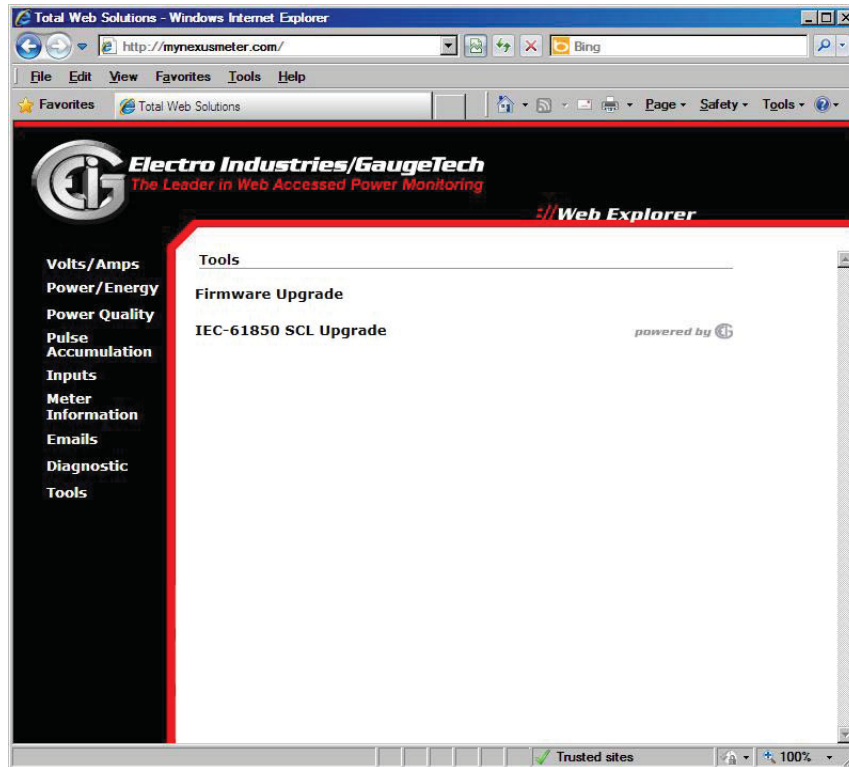 Total Web Solutions - Windows Internet Explorer
http://mynexusmeter.com/
Bing
File Edit View Favorites Tools Help
Favorites Total Web Solutions Page Safety Tools
EIG
Electro Industries/GaugeTech
The Leader in Web Accessed Power Monitoring
://Web Explorer
Volts/Amps
Power/Energy
Power Quality
Pulse
Accumulation
Inputs
Meter
Information
Emails
Diagnostic
Tools
Tools
Firmware Upgrade
IEC-61850 SCL Upgrade
powered by EIG
Trusted sites 100%